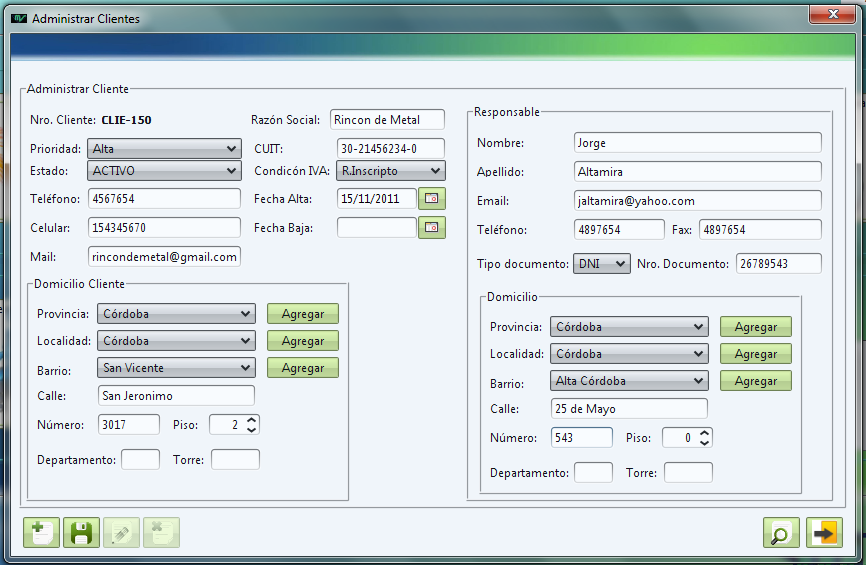 Administrar Clientes
Administrar Cliente
Nro. Cliente: CLIE-150
Razón Social: Rincon de Metal
Prioridad: Alta
CUIT: 30-21456234-0
Estado: ACTIVO
Condicón IVA: R.Inscripto
Teléfono: 4567654
Fecha Alta: 15/11/2011
Celular: 154345670
Fecha Baja:
Mail: rincondemetal@gmail.com
Domicilio Cliente
Provincia: Córdoba Agregar
Localidad: Córdoba Agregar
Barrio: San Vicente Agregar
Calle: San Jeronimo
Número: 3017 Piso: 2
Departamento: Torre:
Responsable
Nombre: Jorge
Apellido: Altamira
Email: jaltamira@yahoo.com
Teléfono: 4897654 Fax: 4897654
Tipo documento: DNI Nro. Documento: 26789543
Domicilio
Provincia: Córdoba Agregar
Localidad: Córdoba Agregar
Barrio: Alta Córdoba Agregar
Calle: 25 de Mayo
Número: 543 Piso: 0
Departamento: Torre: